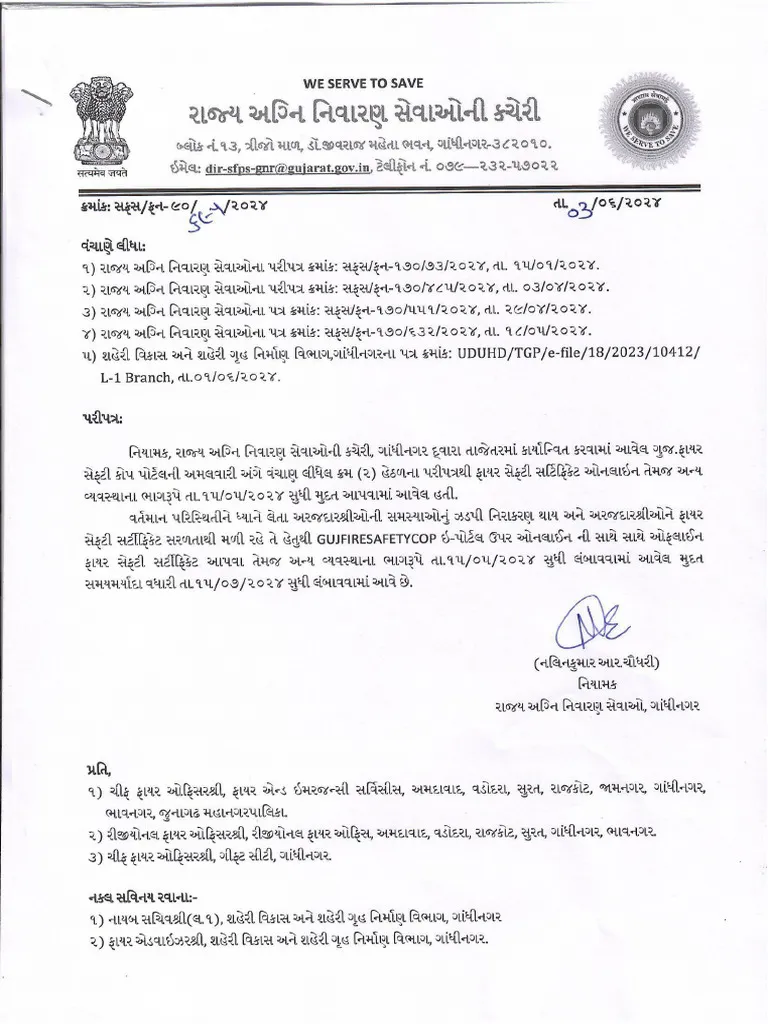 WE SERVE TO SAVE
રાજ્ય અગ્નિ નિવારણ સેવાઓની કચેરી
બ્લોક નં.૧૩, ત્રીજો માળ, ડૉ.જીવરાજ મહેતા ભવન, ગાંધીનગર-૩૮૨૦૧૦.
ઇમેલ: dir-sfps-gnr@gujarat.gov.in, ટેલીફોન નં. ૦૭૯—૨૩૨-૫૭૦૨૨
सत्यमेव जयते
WE SERVE TO SAVE
ક્રમાંક: સફસ/ફન-૯૦/ /૨૦૨૪ તા.03/૦૬/૨૦૨૪
વંચાણે લીધા:
૧) રાજ્ય અગ્નિ નિવારણ સેવાઓના પરીપત્ર ક્રમાંક: સફસ/ફન-૧૭૦/૭૩/૨૦૨૪, તા. ૧૫/૦૧/૨૦૨૪.
૨) રાજ્ય અગ્નિ નિવારણ સેવાઓના પરીપત્ર ક્રમાંક: સફસ/ફન-૧૭૦/૪૮૫/૨૦૨૪, તા. ૦૩/૦૪/૨૦૨૪.
૩) રાજ્ય અગ્નિ નિવારણ સેવાઓના પત્ર ક્રમાંક: સફસ/ફન-૧૭૦/૫૫૧/૨૦૨૪, તા. ૨૯/૦૪/૨૦૨૪.
૪) રાજ્ય અગ્નિ નિવારણ સેવાઓના પત્ર ક્રમાંક: સફસ/ફન-૧૭૦/૬૩૨/૨૦૨૪, તા. ૧૮/૦૫/૨૦૨૪.
૫) શહેરી વિકાસ અને શહેરી ગૃહ નિર્માણ વિભાગ,ગાંધીનગરના પત્ર ક્રમાંક: UDUHD/TGP/e-file/18/2023/10412/
L-1 Branch, તા.૦૧/૦૬/૨૦૨૪.
પરીપત્ર:
નિયામક, રાજ્ય અગ્નિ નિવારણ સેવાઓની કચેરી, ગાંધીનગર દ્વારા તાજેતરમાં કાર્યાન્વિત કરવામાં આવેલ ગુજ.ફાયર
સેફ્ટી કોપ પોર્ટલની અમલવારી અંગે વંચાણ લીધેલ ક્રમ (૨) હેઠળના પરીપત્રથી ફાયર સેફ્ટી સર્ટિફિકેટ ઓનલાઇન તેમજ અન્ય
વ્યવસ્થાના ભાગરૂપે તા.૧૫/૦૫/૨૦૨૪ સુધી મુદત આપવામાં આવેલ હતી.
વર્તમાન પરિસ્થિતીને ધ્યાને લેતા અરજદારશ્રીઓની સમસ્યાઓનું ઝડપી નિરાકરણ થાય અને અરજદારશ્રીઓને ફાયર
સેફ્ટી સર્ટીફિકેટ સરળતાથી મળી રહે તે હેતુથી GUJFIRESAFETYCOP ઇ-પોર્ટલ ઉપર ઓનલાઈન ની સાથે સાથે ઓફલાઈન
ફાયર સેફ્ટી સર્ટીફિકેટ આપવા તેમજ અન્ય વ્યવસ્થાના ભાગરૂપે તા.૧૫/૦૫/૨૦૨૪ સુધી લંબાવવામાં આવેલ મુદત
સમયમર્યાદા વધારી તા.૧૫/૦૭/૨૦૨૪ સુધી લંબાવવામાં આવે છે.
(નલિનકુમાર આર.ચૌધરી)
નિયામક
રાજ્ય અગ્નિ નિવારણ સેવાઓ, ગાંધીનગર
પ્રતિ,
૧) ચીફ ફાયર ઓફિસરશ્રી, ફાયર એન્ડ ઇમરજન્સી સર્વિસીસ, અમદાવાદ, વડોદરા, સુરત, રાજકોટ, જામનગર, ગાંધીનગર,
ભાવનગર, જુનાગઢ મહાનગરપાલિકા.
૨) રીજીયોનલ ફાયર ઓફિસરશ્રી, રીજીયોનલ ફાયર ઓફિસ, અમદાવાદ, વડોદરા, રાજકોટ, સુરત, ગાંધીનગર, ભાવનગર.
૩) ચીફ ફાયર ઓફિસરશ્રી, ગીફ્ટ સીટી, ગાંધીનગર.
નકલ સવિનય રવાના:-
૧) નાયબ સચિવશ્રી(લ.૧), શહેરી વિકાસ અને શહેરી ગૃહ નિર્માણ વિભાગ, ગાંધીનગર
૨) ફાયર એડવાઇઝરશ્રી, શહેરી વિકાસ અને શહેરી ગૃહ નિર્માણ વિભાગ, ગાંધીનગર.